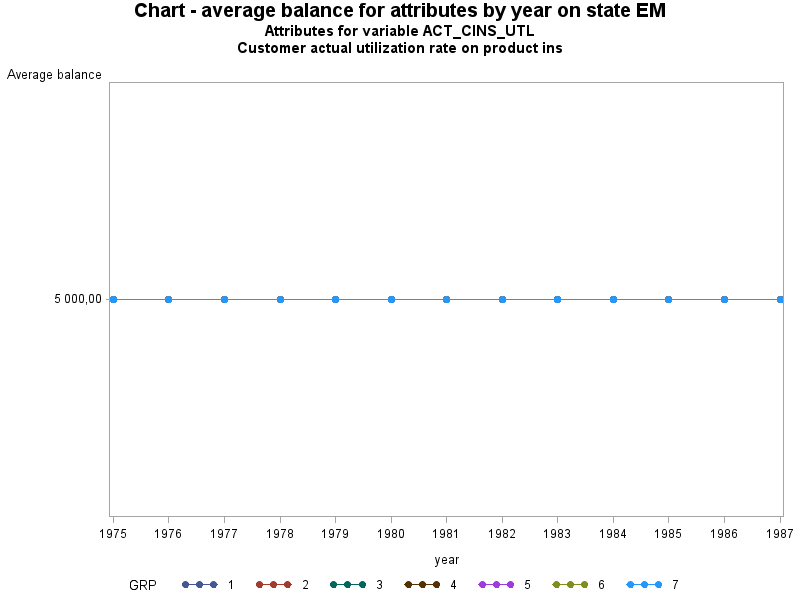 Chart - average balance for attributes by year on state EM
Attributes for variable ACT_CINS_UTL
Customer actual utilization rate on product ins
Average balance
5 000,00
1975 1976 1977 1978 1979 1980 1981 1982 1983 1984 1985 1986 1987
year
GRP 1 2 3 4 5 6 7